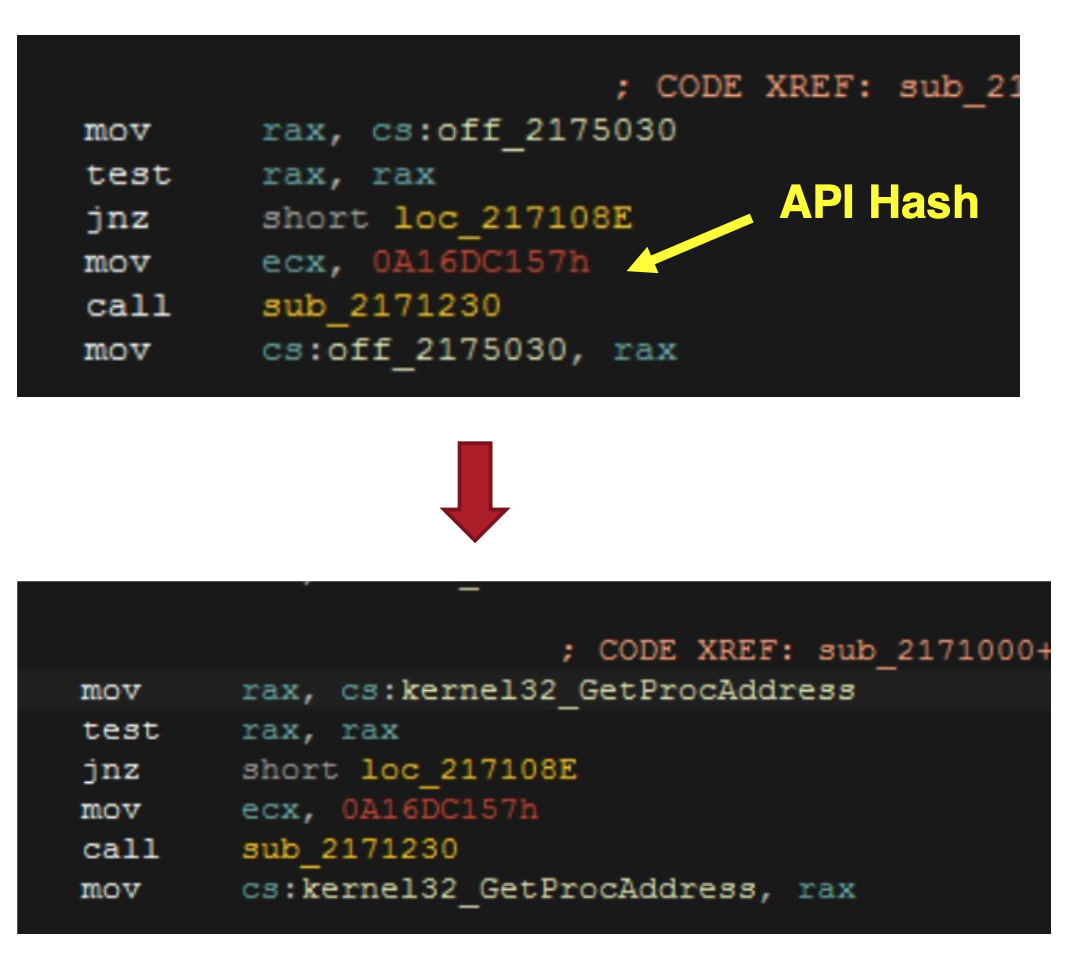 ; CODE XREF: sub_21
mov rax, cs:off_2175030
test rax, rax
jnz short loc_217108E
API Hash
mov ecx, 0A16DC157h
call sub_2171230
mov cs:off_2175030, rax
; CODE XREF: sub_2171000+
mov rax, cs:kernel32_GetProcAddress
test rax, rax
jnz short loc_217108E
mov ecx, 0A16DC157h
call sub_2171230
mov cs:kernel32_GetProcAddress, rax